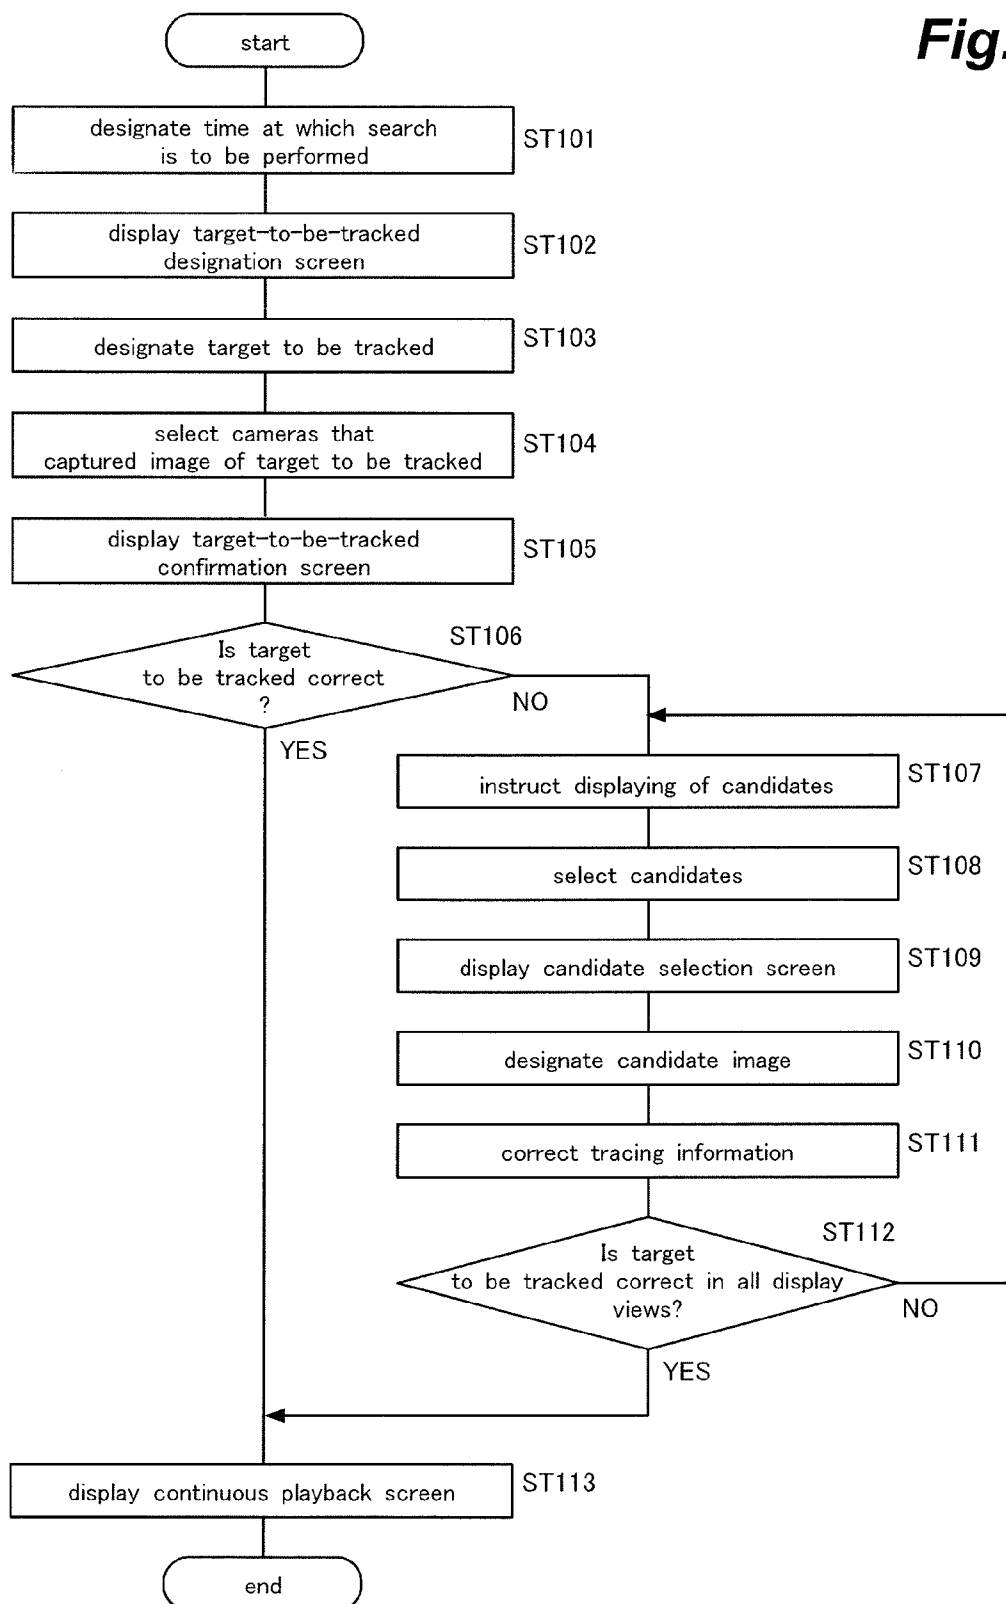 Fig.
start
designate time at which search
is to be performed
ST101
display target-to-be-tracked
designation screen
ST102
designate target to be tracked
ST103
select cameras that
captured image of target to be tracked
ST104
display target-to-be-tracked
confirmation screen
ST105
Is target
to be tracked correct
?
ST106
NO
YES
instruct displaying of candidates
ST107
select candidates
ST108
display candidate selection screen
ST109
designate candidate image
ST110
correct tracing information
ST111
Is target
to be tracked correct in all display
views?
ST112
NO
YES
display continuous playback screen
ST113
end